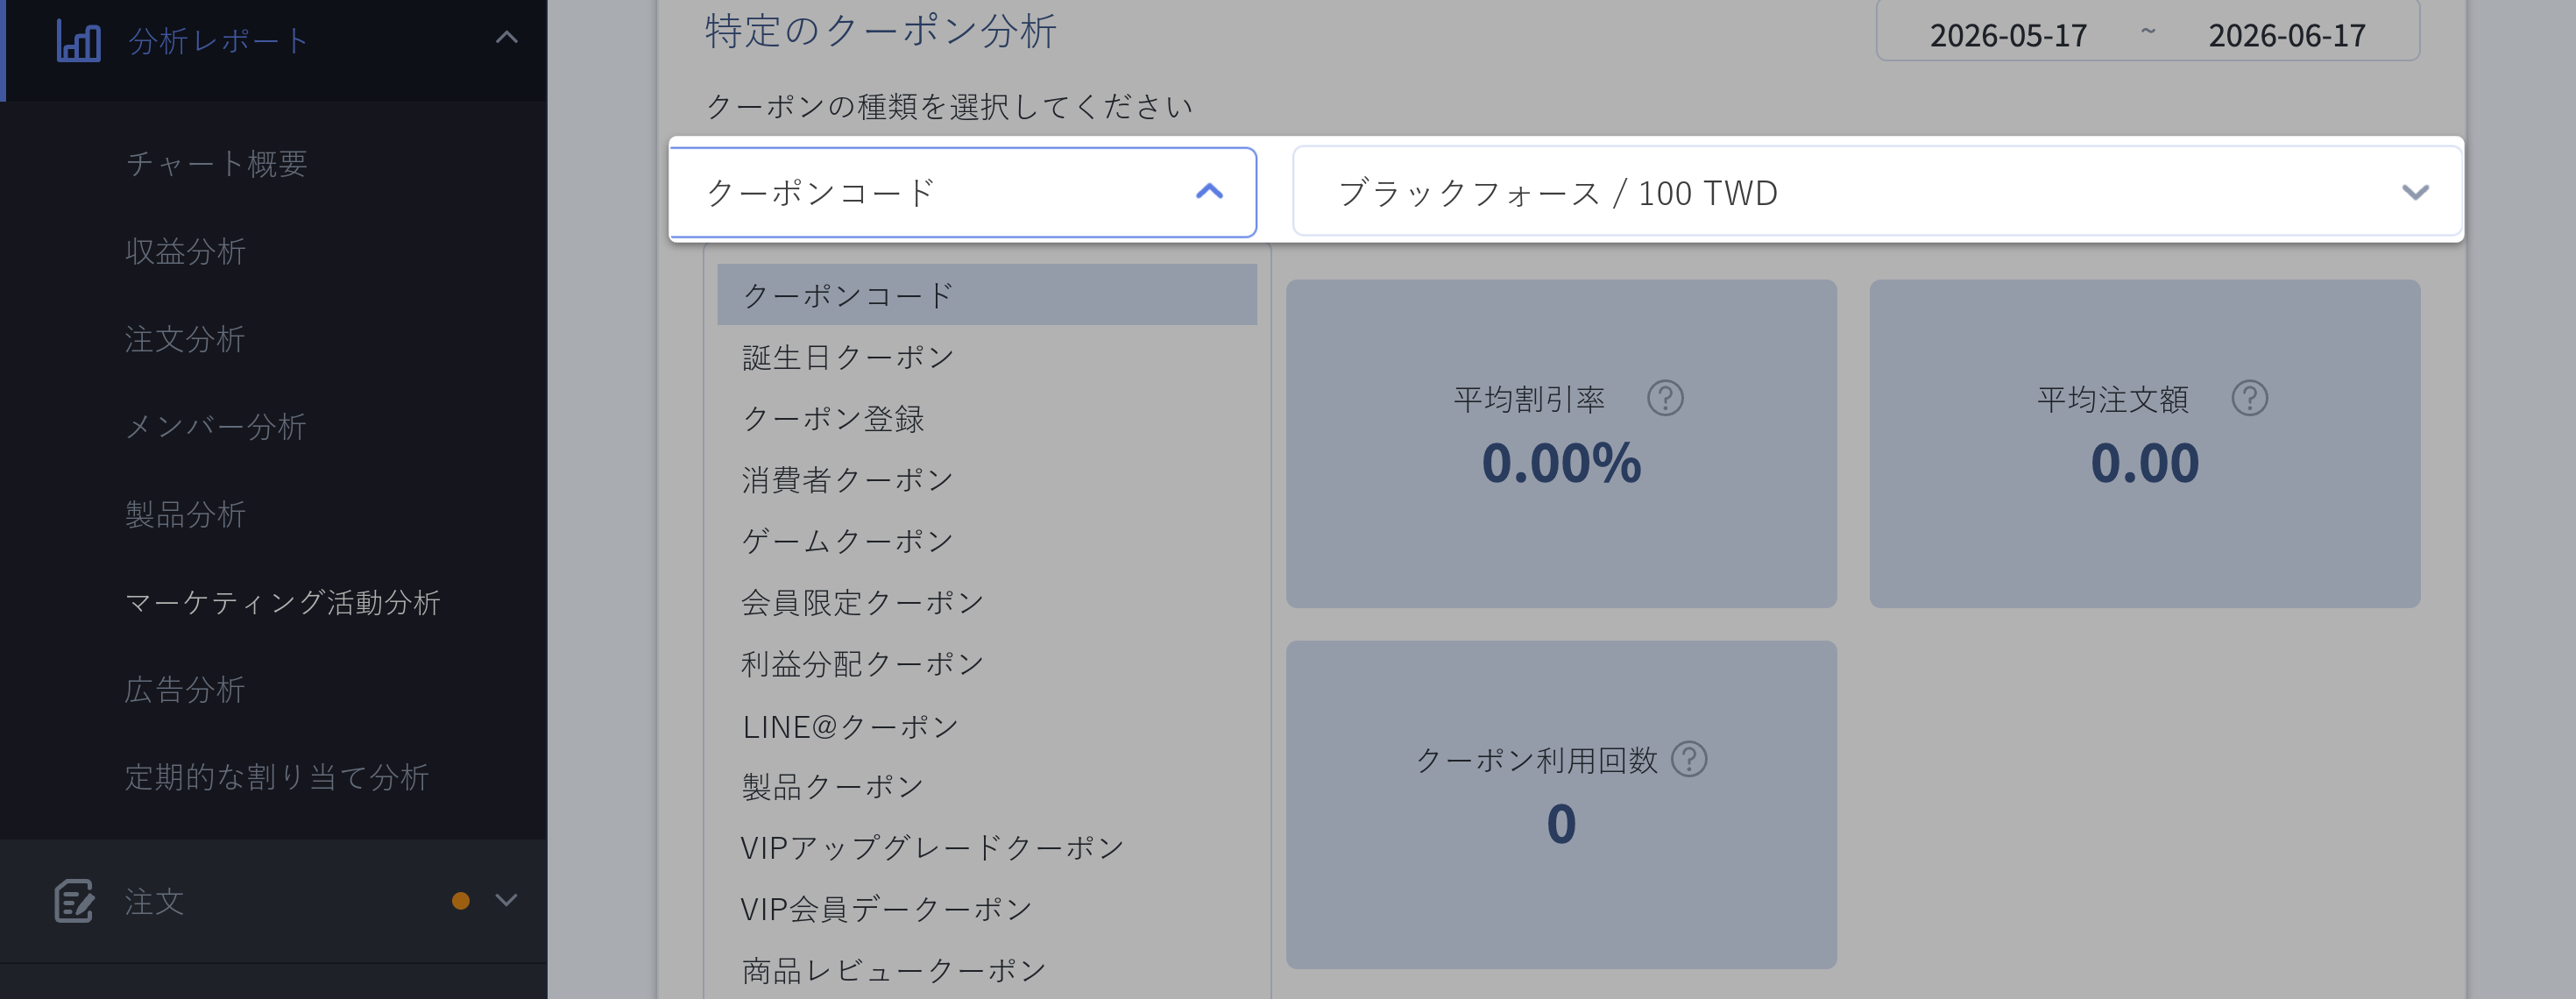 分析レポート
チャート概要
収益分析
注文分析
メンバー分析
製品分析
マーケティング活動分析
広告分析
定期的な割り当て分析
注文
特定のクーポン分析
2026-05-17 ~ 2026-06-17
クーポンの種類を選択してください
クーポンコード
ブラックフォース / 100 TWD
クーポンコード
誕生日クーポン
クーポン登録
消費者クーポン
ゲームクーポン
会員限定クーポン
利益分配クーポン
LINE@クーポン
製品クーポン
VIPアップグレードクーポン
VIP会員デークーポン
商品レビュークーポン
平均割引率 ?
0.00%
平均注文額 ?
0.00
クーポン利用回数 ?
0